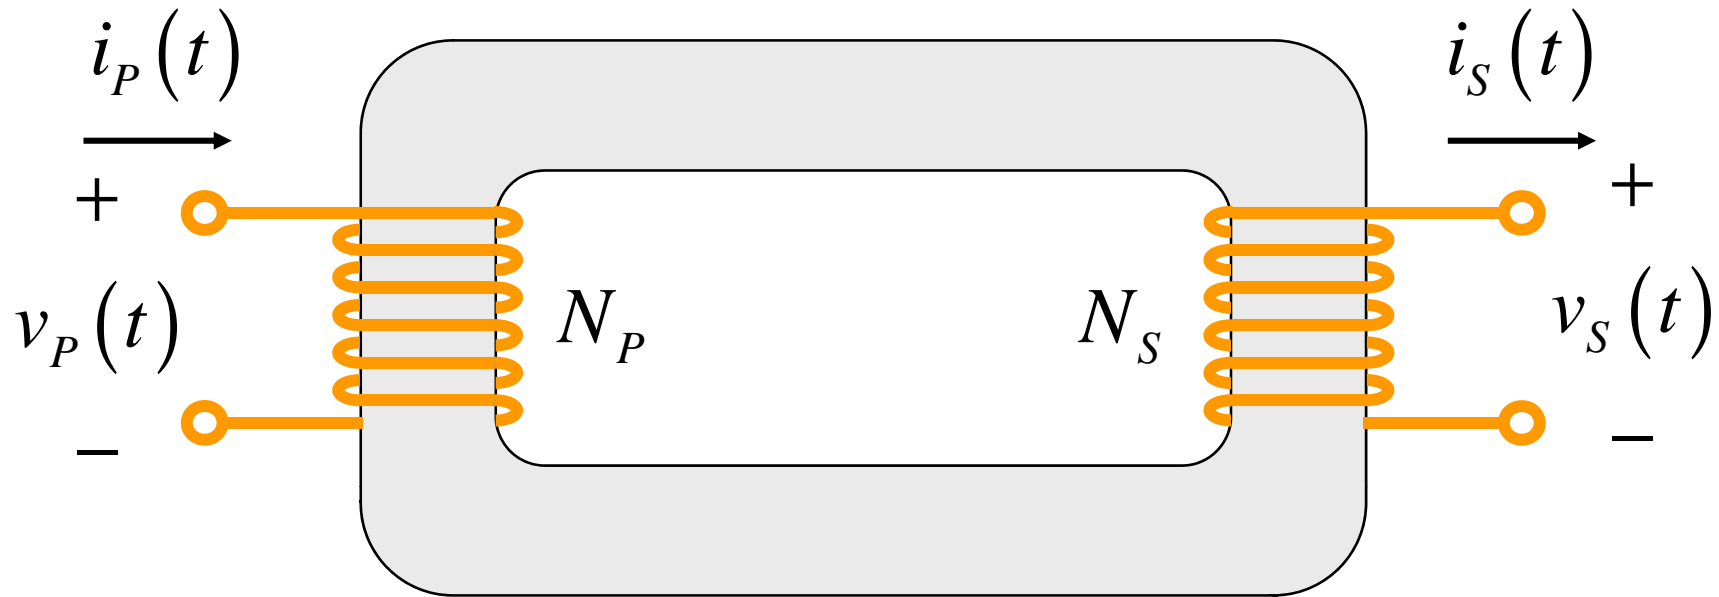 i_P(t)
i_S(t)
+
+
v_P(t)
N_P
N_S
v_S(t)
−
−